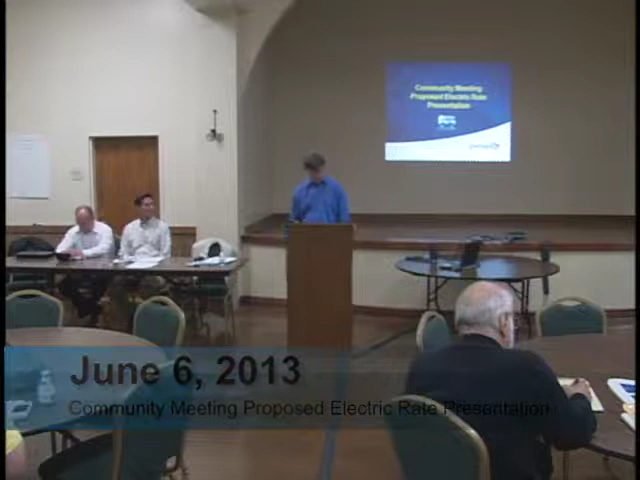 Community Meeting
Proposed Electric Rate
Presentation
June 6, 2013
Community Meeting Proposed Electric Rate Presentation